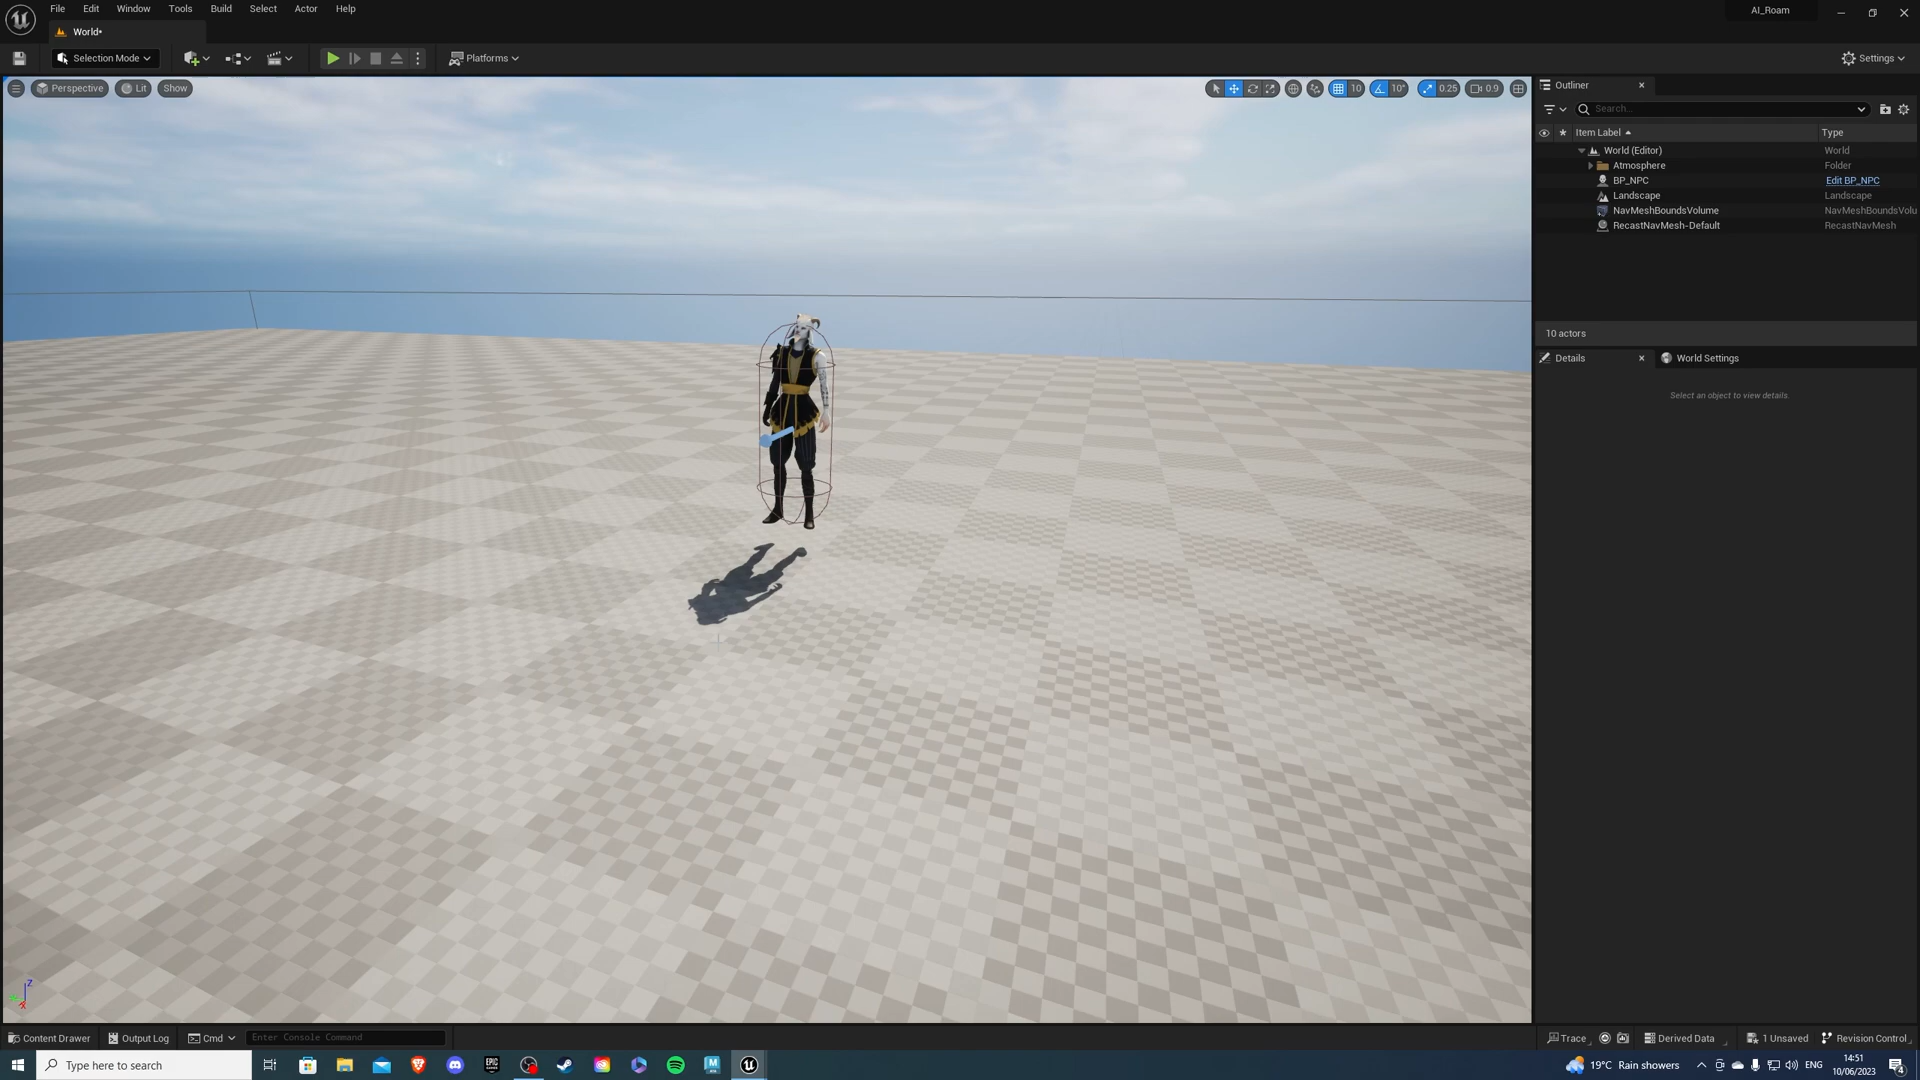 File Edit Window Tools Build Select Actor Help
AI_Roam
World•
Selection Mode
Platforms
Settings
Perspective Lit Show
10 10° 0.25 0.9
Outliner
Search...
Item Label Type
World (Editor) World
Atmosphere Folder
BP_NPC Edit BP_NPC
Landscape Landscape
NavMeshBoundsVolume NavMeshBoundsVolu
RecastNavMesh-Default RecastNavMesh
10 actors
Details World Settings
Select an object to view details.
Z
Content Drawer Output Log Cmd Enter Console Command
Trace Derived Data 1 Unsaved Revision Control
Type here to search
19°C Rain showers ENG
14:51
10/06/2023
4